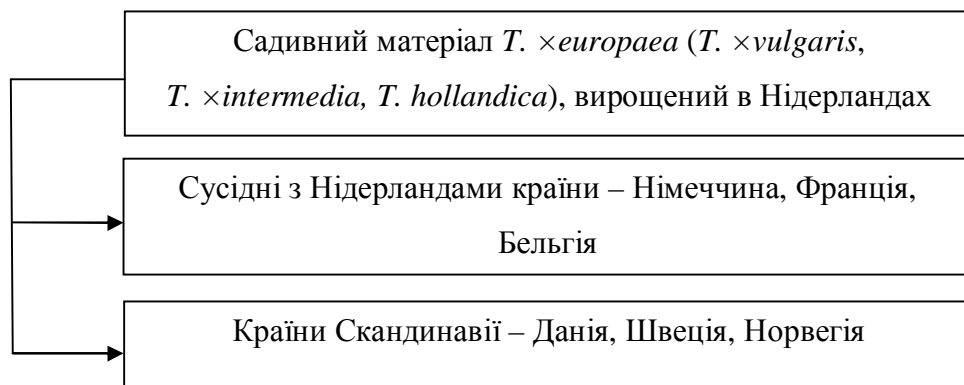 Садивний матеріал T. ×europaea (T. ×vulgaris,
T. ×intermedia, T. hollandica), вирощений в Нідерландах
Сусідні з Нідерландами країни – Німеччина, Франція,
Бельгія
Країни Скандинавії – Данія, Швеція, Норвегія